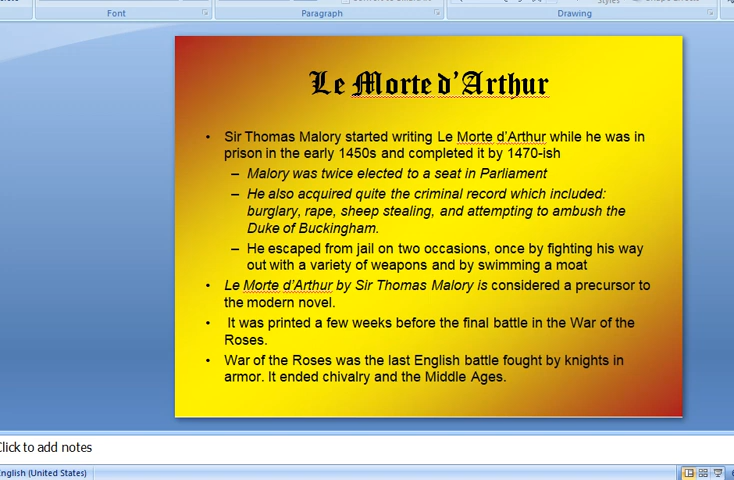 Font
Paragraph
Drawing
Styles
Le Morte d'Arthur
• Sir Thomas Malory started writing Le Morte d'Arthur while he was in
prison in the early 1450s and completed it by 1470-ish
– Malory was twice elected to a seat in Parliament
– He also acquired quite the criminal record which included:
burglary, rape, sheep stealing, and attempting to ambush the
Duke of Buckingham.
– He escaped from jail on two occasions, once by fighting his way
out with a variety of weapons and by swimming a moat
• Le Morte d'Arthur by Sir Thomas Malory is considered a precursor to
the modern novel.
• It was printed a few weeks before the final battle in the War of the
Roses.
• War of the Roses was the last English battle fought by knights in
armor. It ended chivalry and the Middle Ages.
Click to add notes
English (United States)